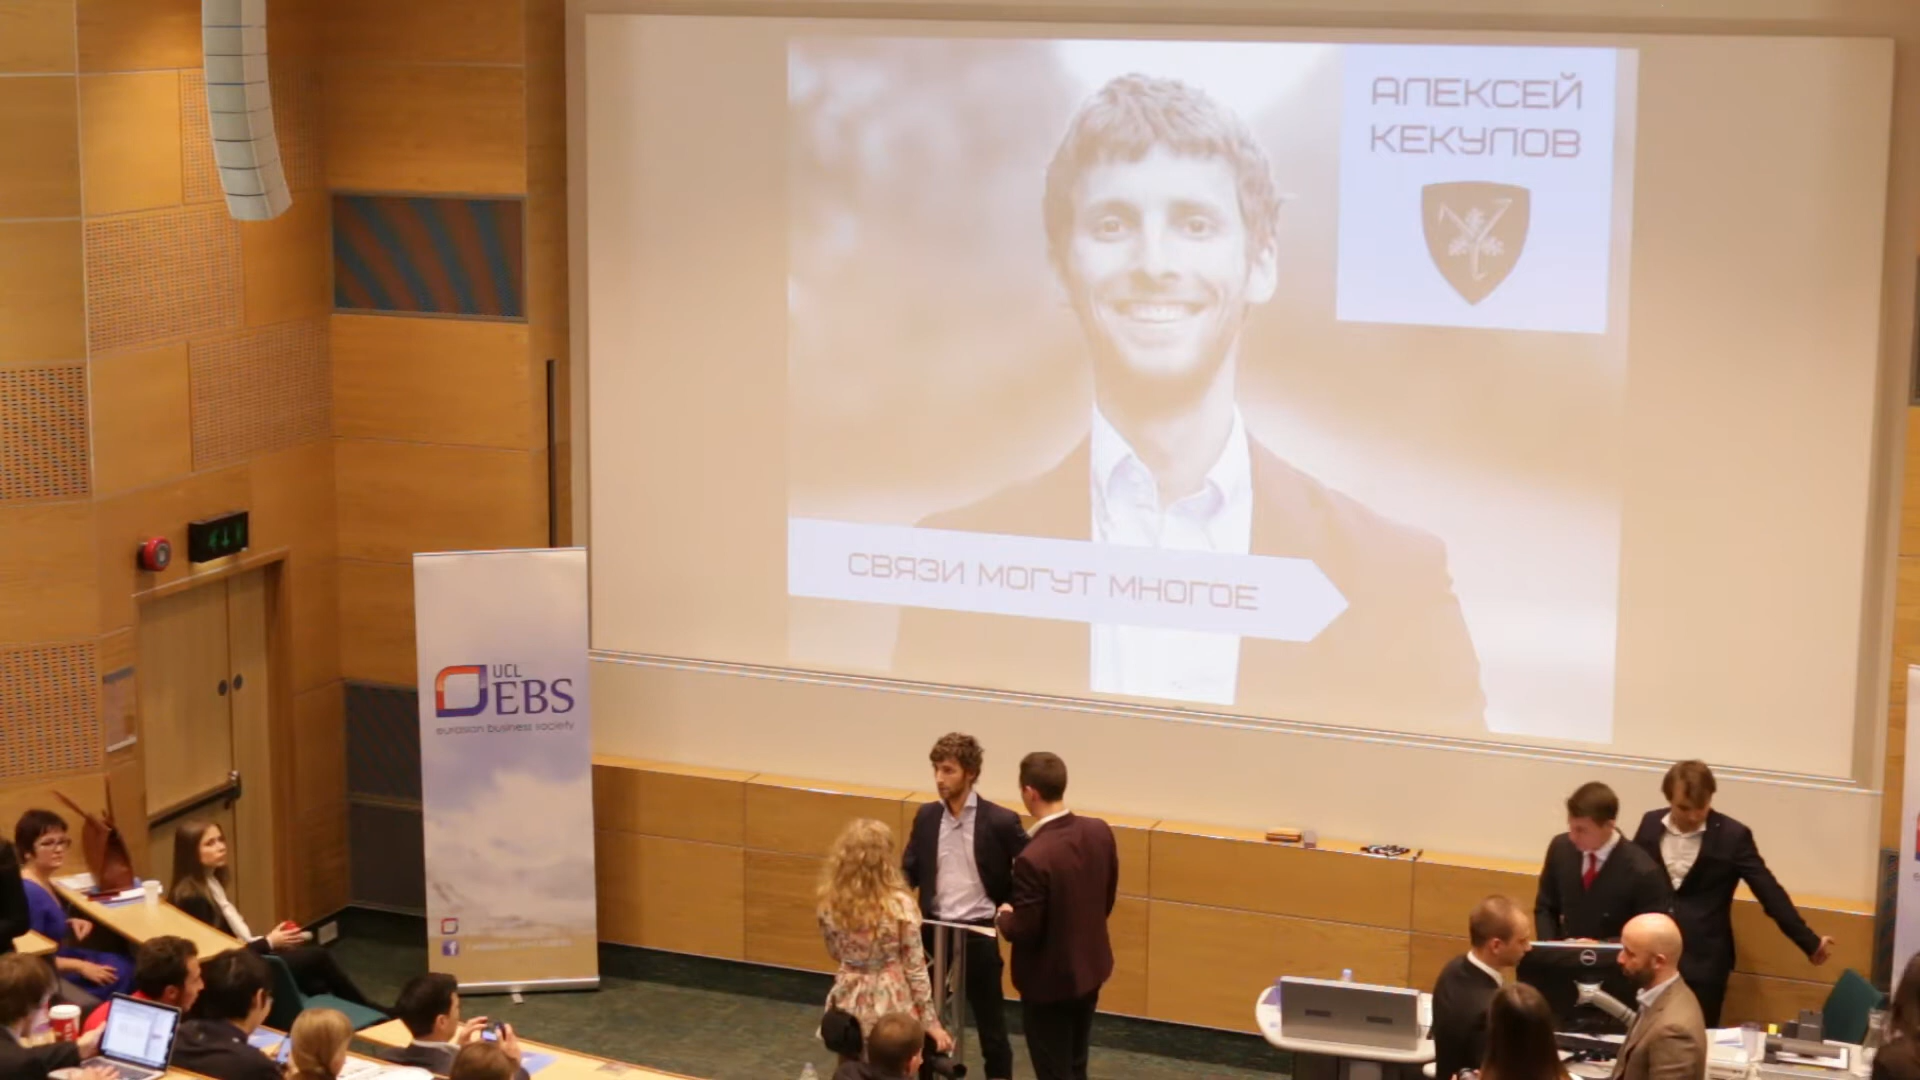 АЛЕКСЕЙ
КЕКУЛОВ
СВЯЗИ МОГУТ МНОГОЕ
UCL
EBS
eurasian business society